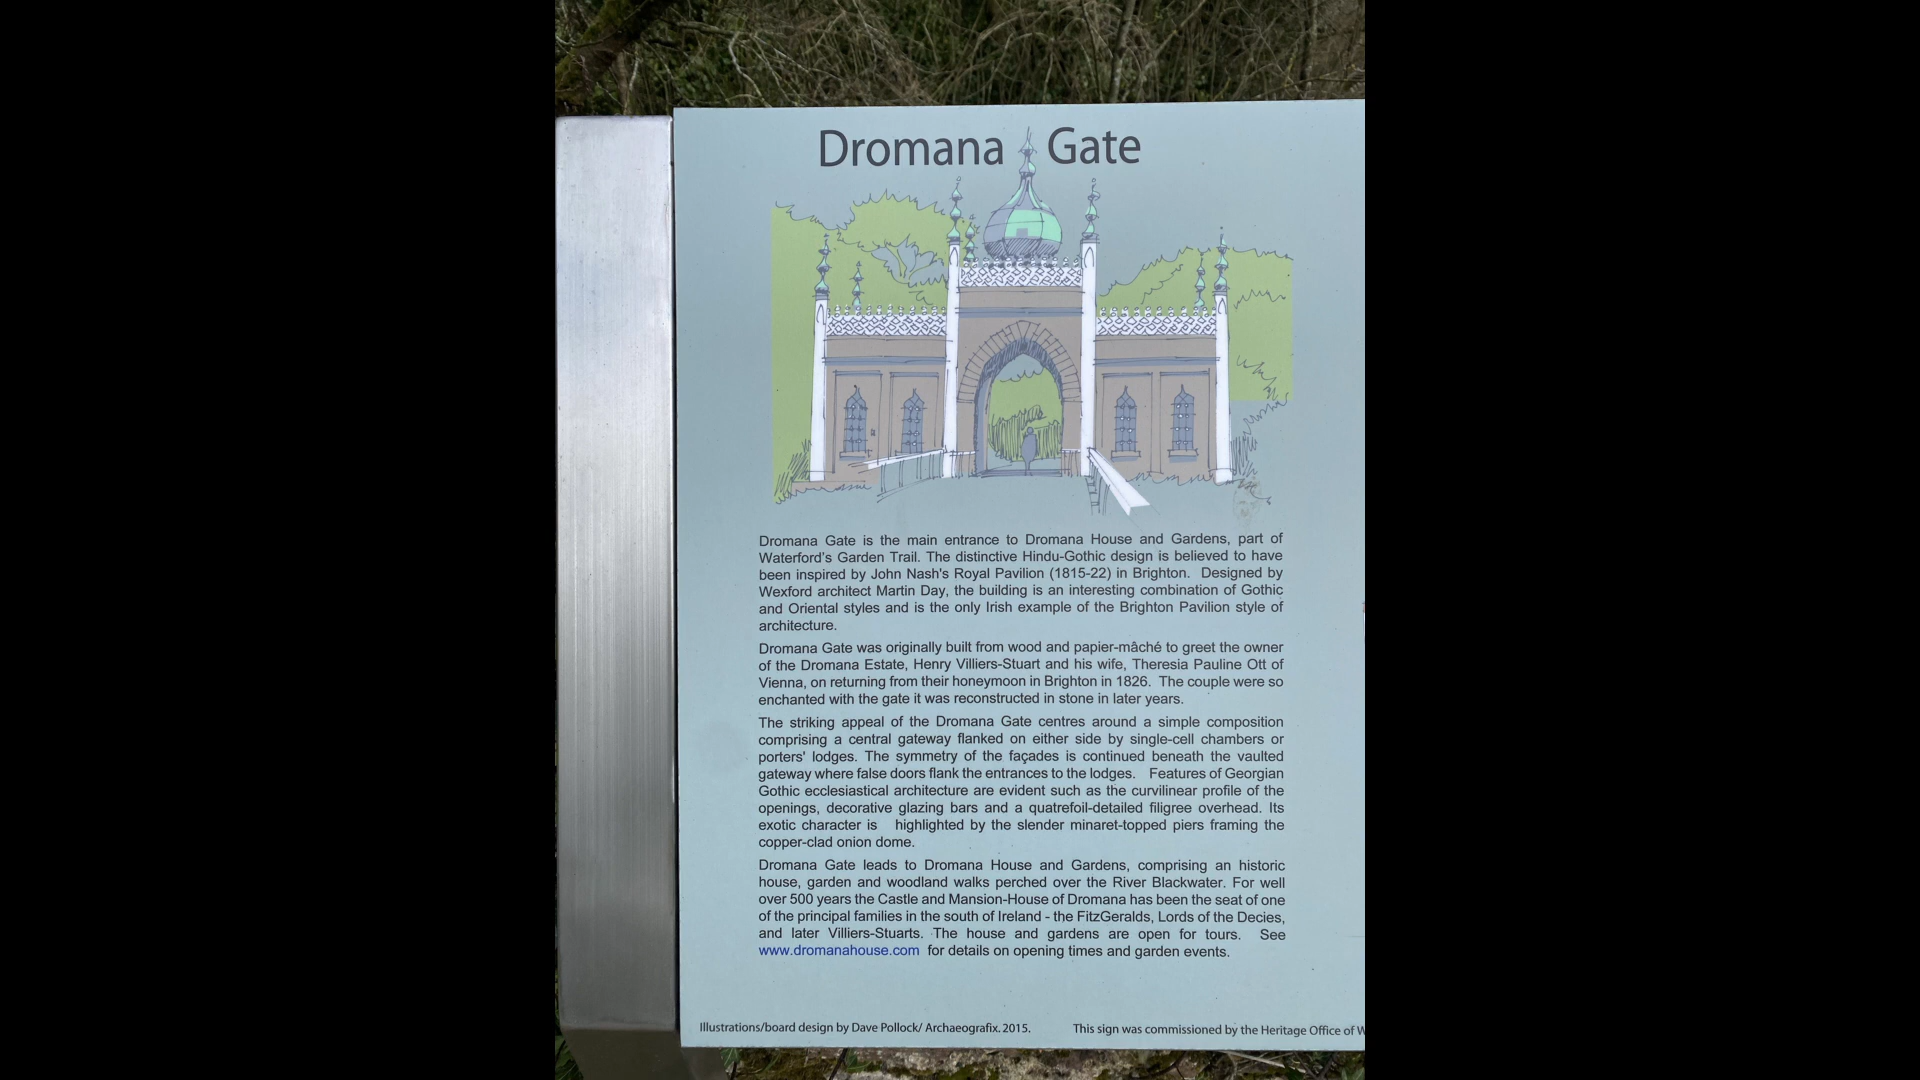 Dromana Gate
Dromana Gate is the main entrance to Dromana House and Gardens, part of
Waterford's Garden Trail. The distinctive Hindu-Gothic design is believed to have
been inspired by John Nash's Royal Pavilion (1815-22) in Brighton. Designed by
Wexford architect Martin Day, the building is an interesting combination of Gothic
and Oriental styles and is the only Irish example of the Brighton Pavilion style of
architecture.
Dromana Gate was originally built from wood and papier-mâché to greet the owner
of the Dromana Estate, Henry Villiers-Stuart and his wife, Theresia Pauline Ott of
Vienna, on returning from their honeymoon in Brighton in 1826. The couple were so
enchanted with the gate it was reconstructed in stone in later years.
The striking appeal of the Dromana Gate centres around a simple composition
comprising a central gateway flanked on either side by single-cell chambers or
porters' lodges. The symmetry of the façades is continued beneath the vaulted
gateway where false doors flank the entrances to the lodges. Features of Georgian
Gothic ecclesiastical architecture are evident such as the curvilinear profile of the
openings, decorative glazing bars and a quatrefoil-detailed filigree overhead. Its
exotic character is highlighted by the slender minaret-topped piers framing the
copper-clad onion dome.
Dromana Gate leads to Dromana House and Gardens, comprising an historic
house, garden and woodland walks perched over the River Blackwater. For well
over 500 years the Castle and Mansion-House of Dromana has been the seat of one
of the principal families in the south of Ireland - the FitzGeralds, Lords of the Decies,
and later Villiers-Stuarts. The house and gardens are open for tours. See
www.dromanahouse.com for details on opening times and garden events.
Illustrations/board design by Dave Pollock/ Archaeografix. 2015.
This sign was commissioned by the Heritage Office of W